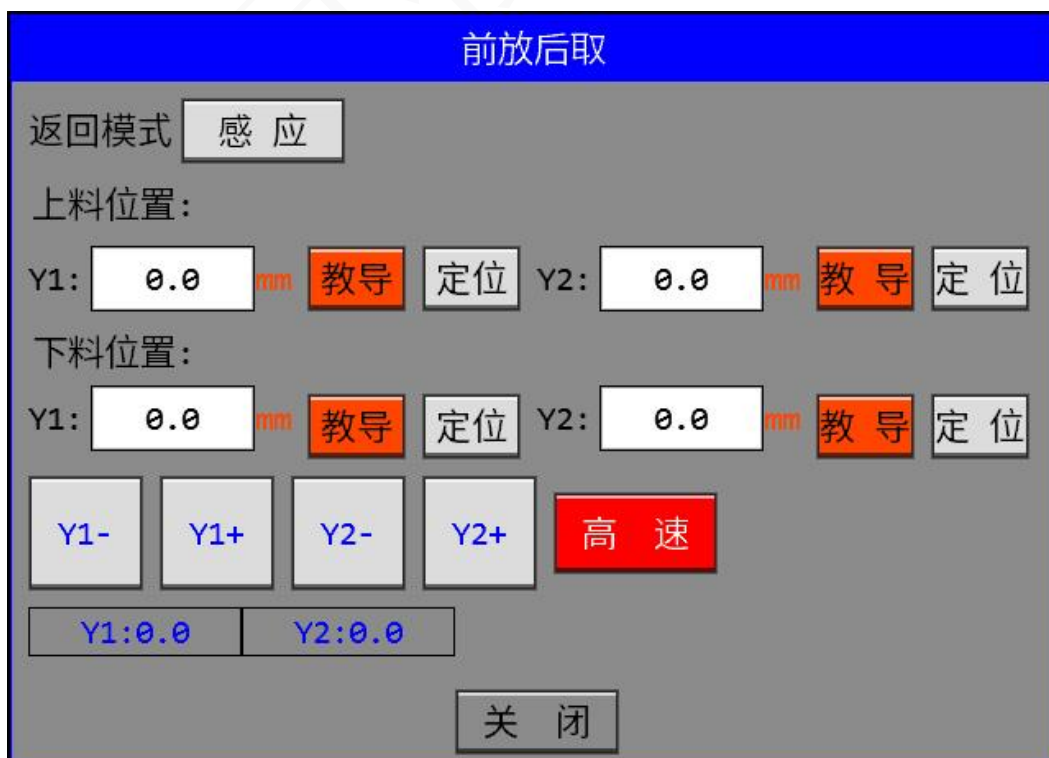 前放后取
返回模式 感 应
上料位置:
Y1: 0.0 mm 教导 定位 Y2: 0.0 mm 教 导 定 位
下料位置:
Y1: 0.0 mm 教导 定位 Y2: 0.0 mm 教 导 定 位
Y1- Y1+ Y2- Y2+ 高 速
Y1:0.0 Y2:0.0
关 闭